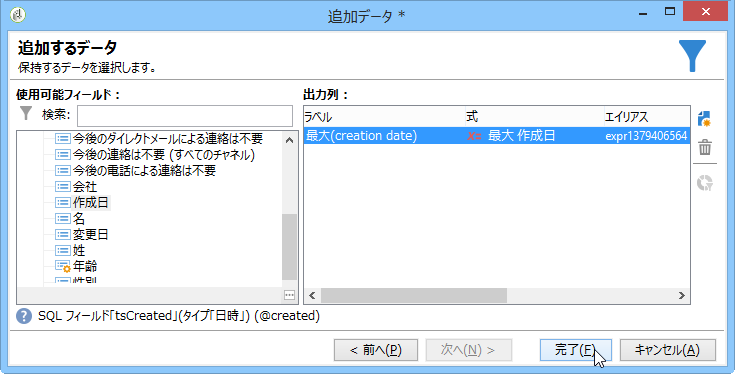 追加データ *
追加するデータ
保持するデータを選択します。
使用可能フィールド：
検索:
今後のダイレクトメールによる連絡は不要
今後の連絡は不要 (すべてのチャネル)
今後の電話による連絡は不要
会社
作成日
名
変更日
姓
年齢
性別
出力列：
ラベル 式 エイリアス
最大(creation date) 最大 作成日 expr1379406564
SQL フィールド「tsCreated」(タイプ「日時」) (@created)
< 前へ(P) 次へ(N) > 完了(F) キャンセル(A)